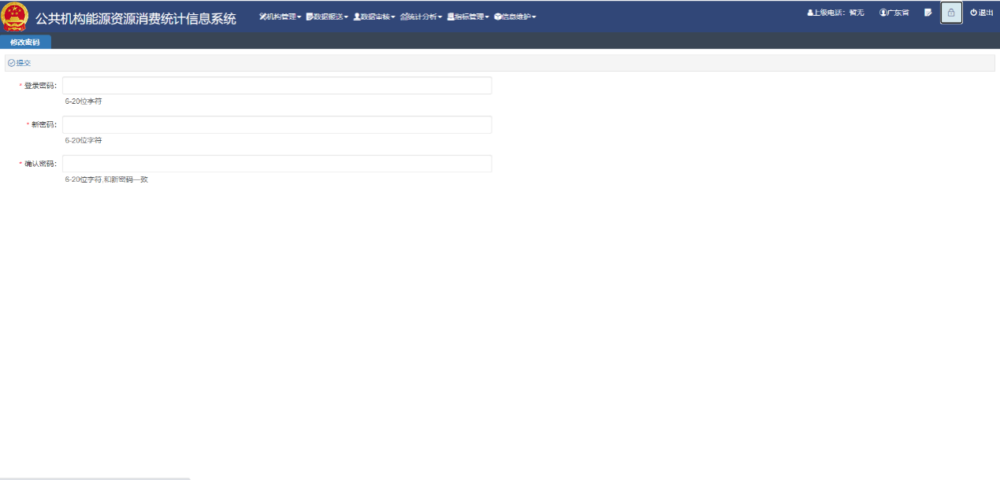 公共机构能源资源消费统计信息系统 机构管理 数据报送 数据审核 统计分析 指标管理 信息维护 上级电话：暂无 广东省 退出
修改密码
提交
* 登录密码：
6-20位字符
* 新密码：
6-20位字符
* 确认密码：
6-20位字符,和新密码一致